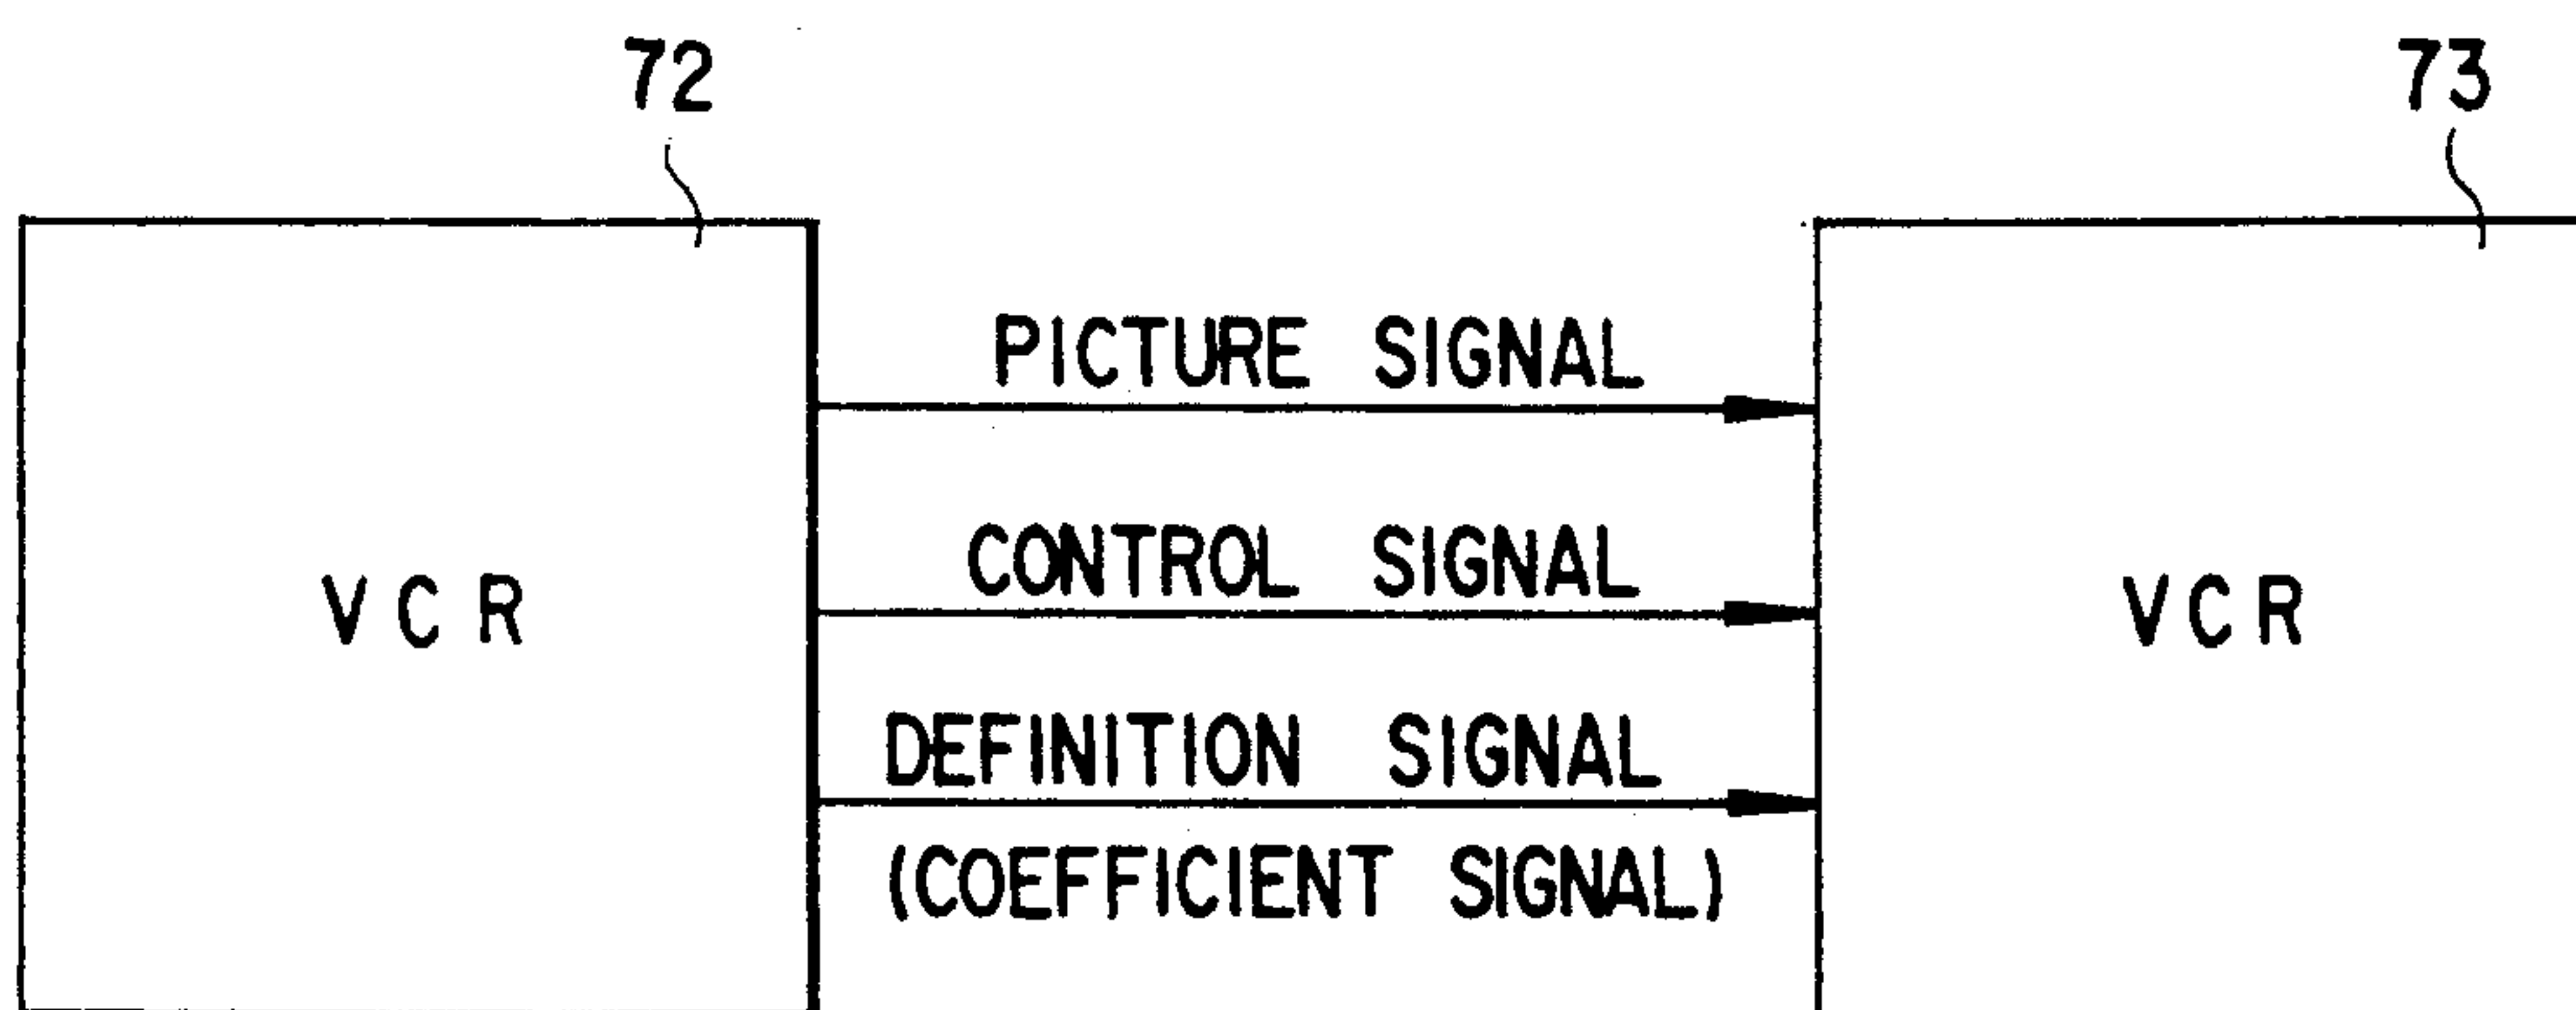 72
73
PICTURE SIGNAL
CONTROL SIGNAL
VCR
VCR
DEFINITION SIGNAL
(COEFFICIENT SIGNAL)